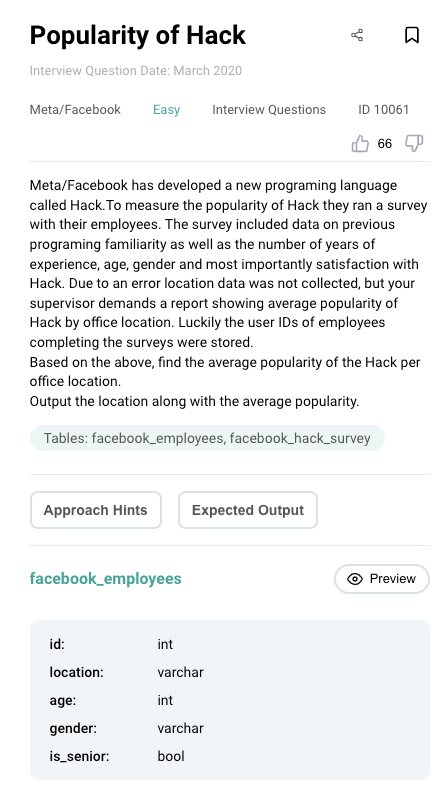 Popularity of Hack
Interview Question Date: March 2020
Meta/Facebook Easy Interview Questions ID 10061
66
Meta/Facebook has developed a new programing language
called Hack.To measure the popularity of Hack they ran a survey
with their employees. The survey included data on previous
programing familiarity as well as the number of years of
experience, age, gender and most importantly satisfaction with
Hack. Due to an error location data was not collected, but your
supervisor demands a report showing average popularity of
Hack by office location. Luckily the user IDs of employees
completing the surveys were stored.
Based on the above, find the average popularity of the Hack per
office location.
Output the location along with the average popularity.
Tables: facebook_employees, facebook_hack_survey
Approach Hints Expected Output
facebook_employees Preview
id: int
location: varchar
age: int
gender: varchar
is_senior: bool